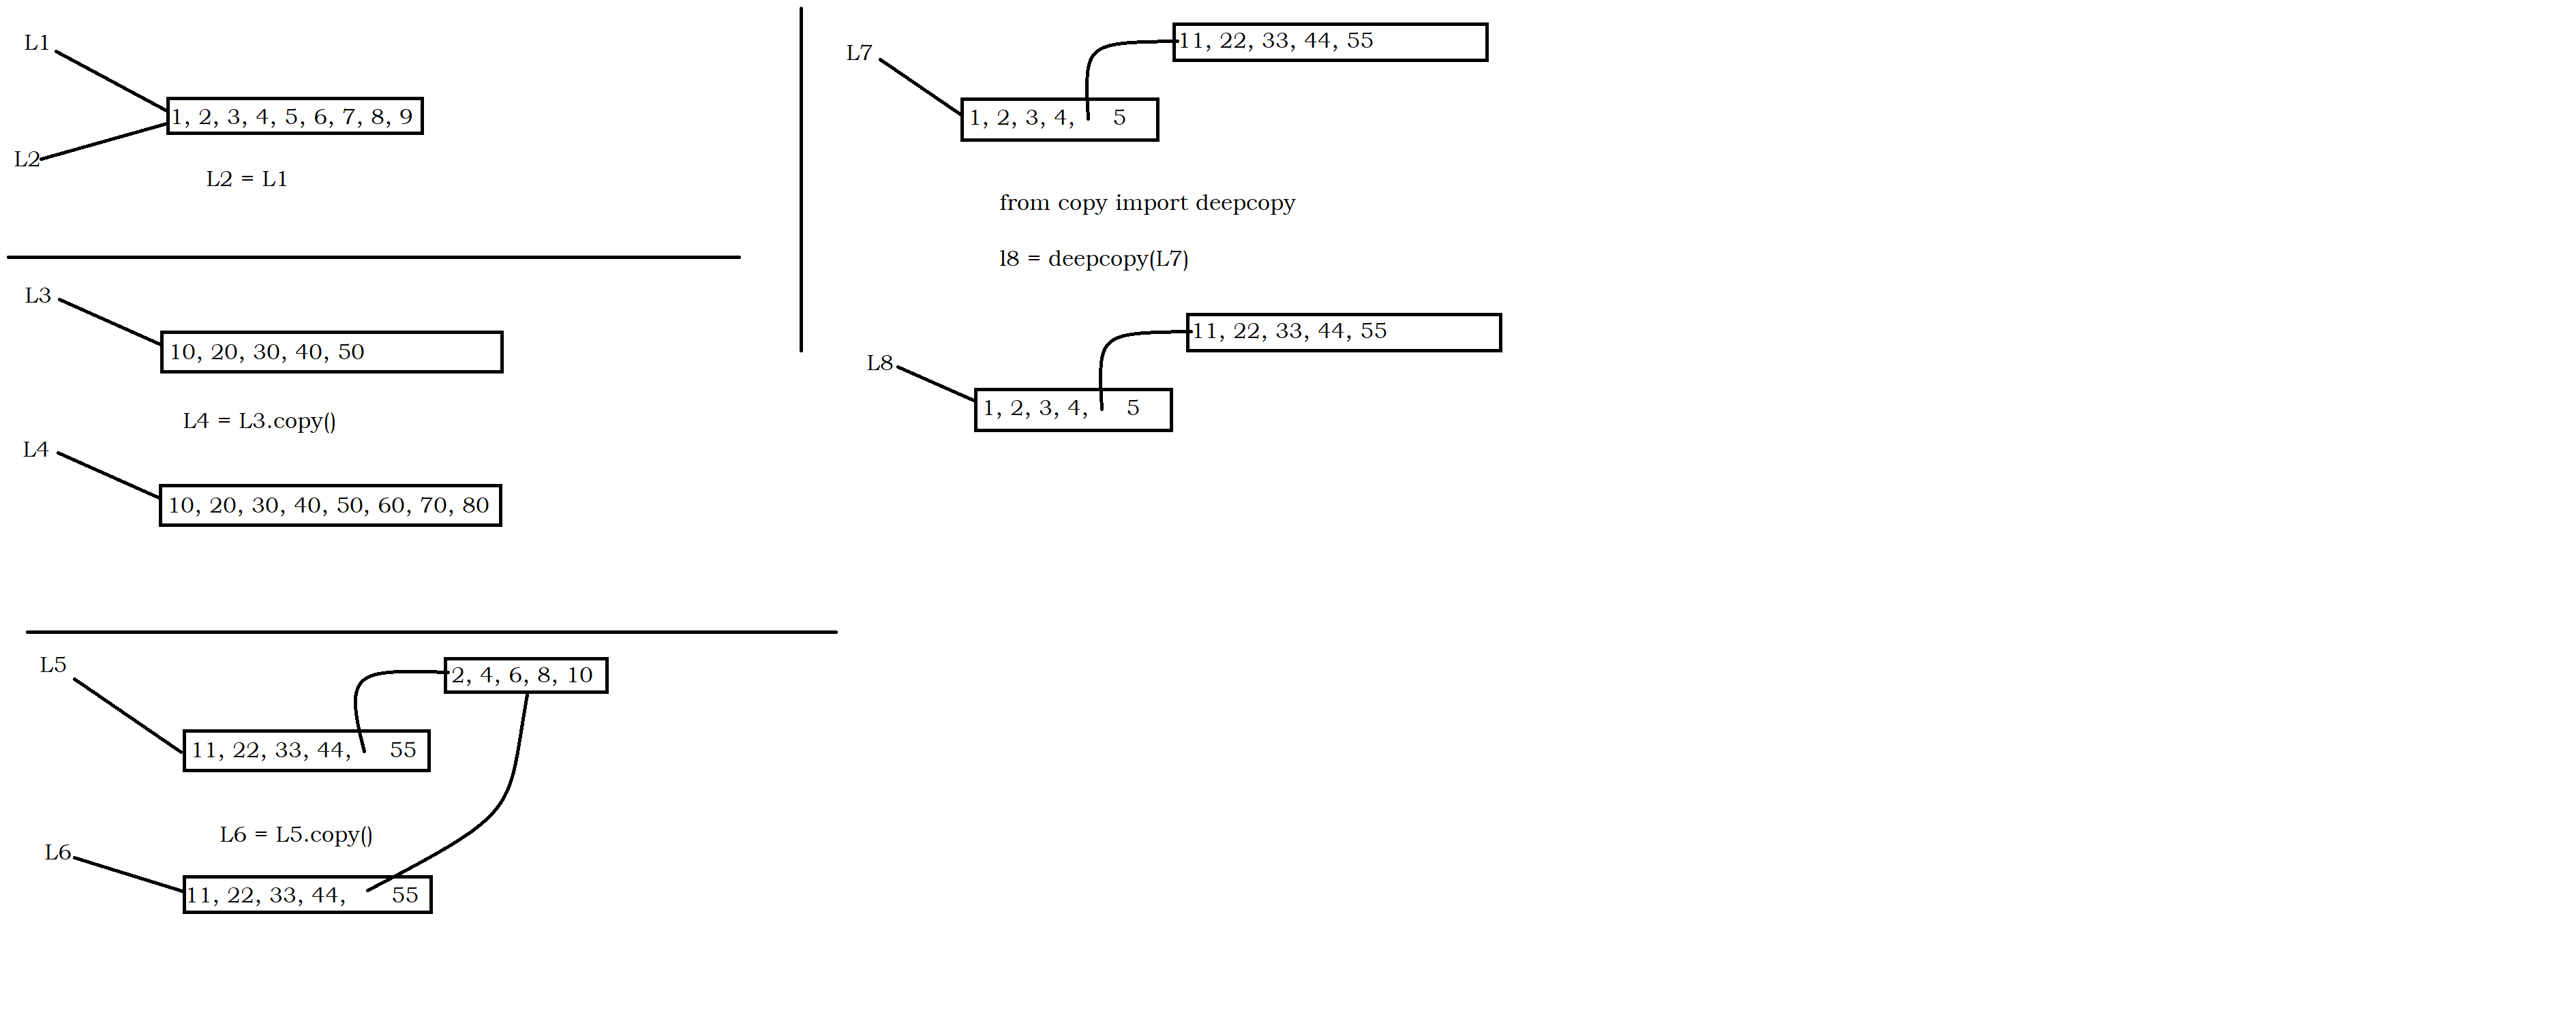 L1
1, 2, 3, 4, 5, 6, 7, 8, 9
L2
L2 = L1
L3
10, 20, 30, 40, 50
L4 = L3.copy()
L4
10, 20, 30, 40, 50, 60, 70, 80
L5
2, 4, 6, 8, 10
11, 22, 33, 44, 55
L6 = L5.copy()
L6
11, 22, 33, 44, 55
11, 22, 33, 44, 55
L7
1, 2, 3, 4, 5
from copy import deepcopy
l8 = deepcopy(L7)
11, 22, 33, 44, 55
L8
1, 2, 3, 4, 5